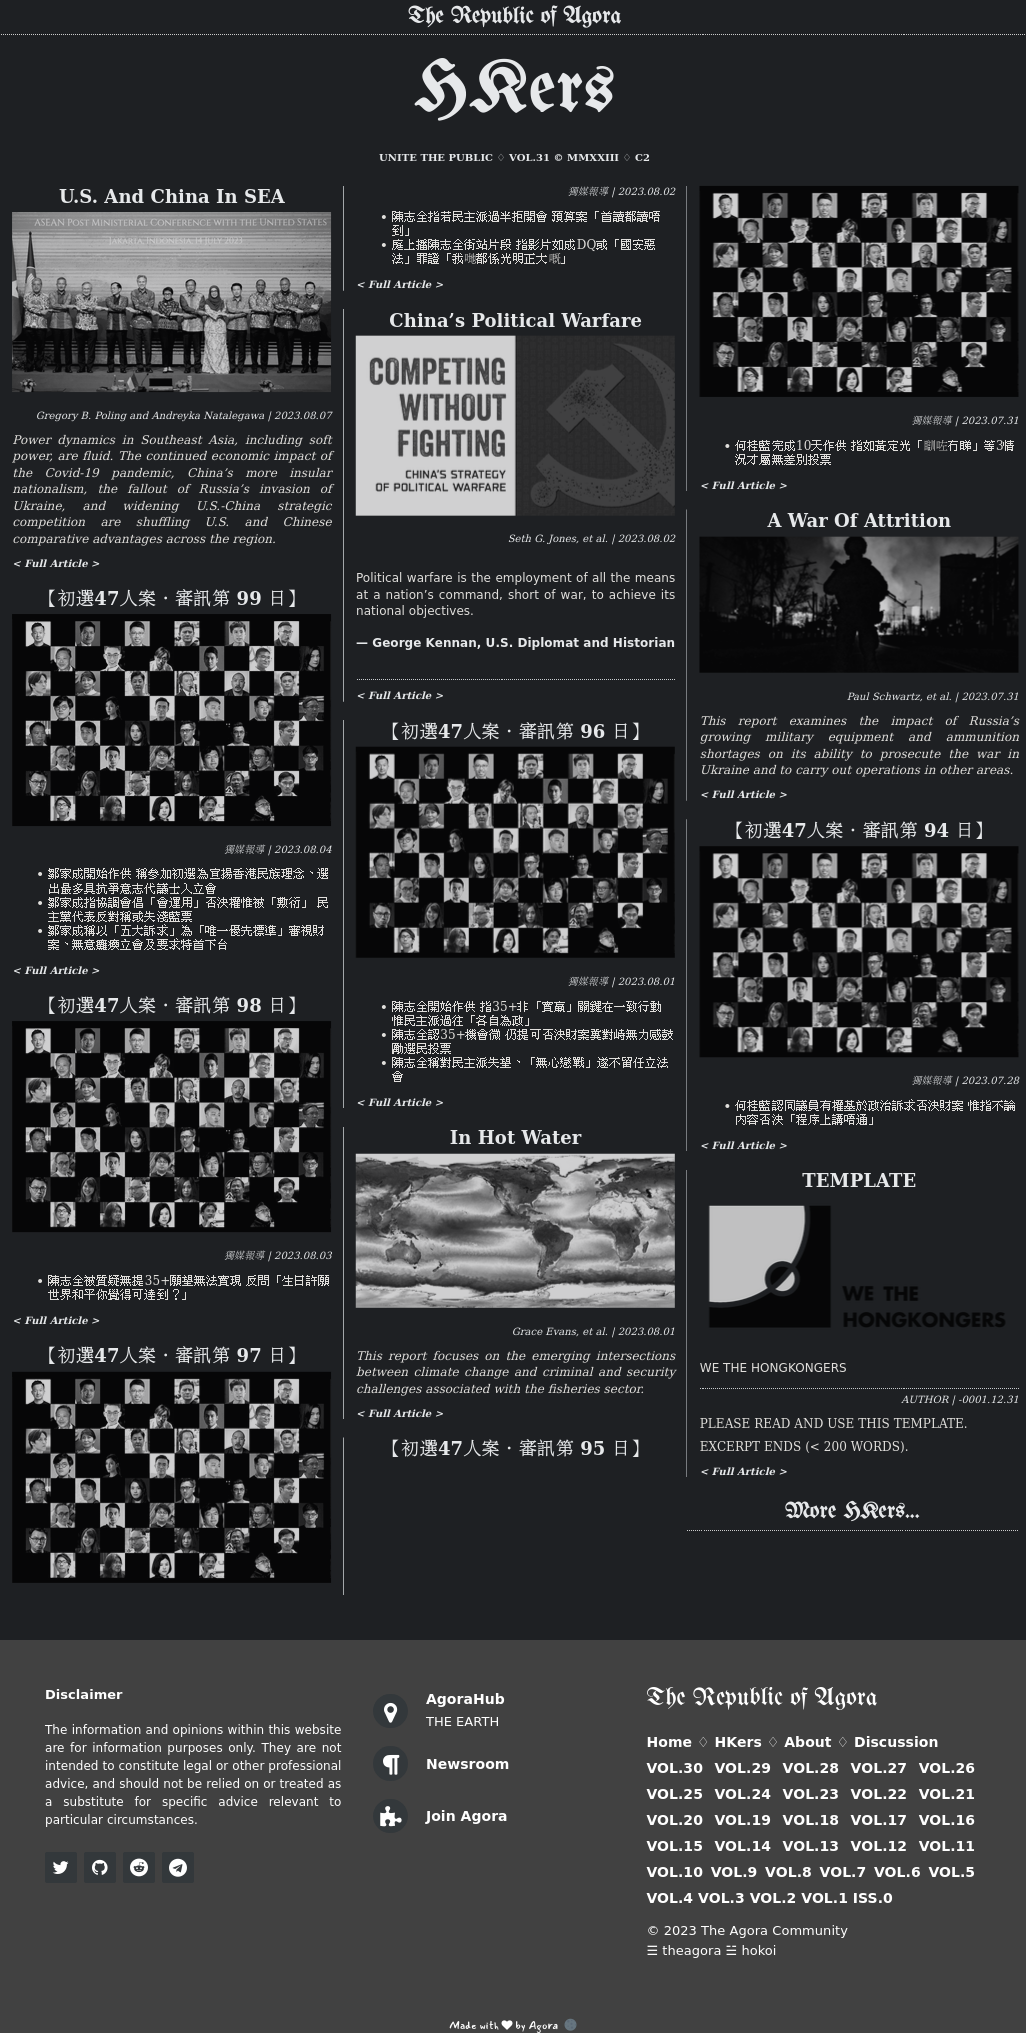 The Republic of Agora
HKers
UNITE THE PUBLIC ♢ VOL.31 © MMXXIII ♢ C2
U.S. And China In SEA
ASEAN POST MINISTERIAL CONFERENCE WITH THE UNITED STATES
JAKARTA, INDONESIA, 14 JULY 2023
Gregory B. Poling and Andreyka Natalegawa | 2023.08.07
Power dynamics in Southeast Asia, including soft
power, are fluid. The continued economic impact of
the Covid-19 pandemic, China’s more insular
nationalism, the fallout of Russia’s invasion of
Ukraine, and widening U.S.-China strategic
competition are shuffling U.S. and Chinese
comparative advantages across the region.
< Full Article >
【初選47人案・審訊第 99 日】
獨媒報導 | 2023.08.04
• 鄒家成開始作供 稱參加初選為宣揚香港民族理念、選
出最多具抗爭意志代議士入立會
• 鄒家成指協調會倡「會運用」否決權惟被「敷衍」 民
主黨代表反對稱或失淺藍票
• 鄒家成稱以「五大訴求」為「唯一優先標準」審視財
案、無意癱瘓立會及要求特首下台
< Full Article >
【初選47人案・審訊第 98 日】
獨媒報導 | 2023.08.03
• 陳志全被質疑無提35+願望無法實現 反問「生日許願
世界和平你覺得可達到？」
< Full Article >
【初選47人案・審訊第 97 日】
獨媒報導 | 2023.08.02
• 陳志全指若民主派過半拒開會 預算案「首讀都讀唔
到」
• 庭上播陳志全街站片段 指影片如成DQ或「國安惡
法」罪證「我哋都係光明正大嘅」
< Full Article >
China’s Political Warfare
COMPETING
WITHOUT
FIGHTING
CHINA’S STRATEGY
OF POLITICAL WARFARE
Seth G. Jones, et al. | 2023.08.02
Political warfare is the employment of all the means
at a nation’s command, short of war, to achieve its
national objectives.
— George Kennan, U.S. Diplomat and Historian
< Full Article >
【初選47人案・審訊第 96 日】
獨媒報導 | 2023.08.01
• 陳志全開始作供 指35+非「實贏」關鍵在一致行動
惟民主派過往「各自為政」
• 陳志全認35+機會微 仍提可否決財案冀對峙無力感鼓
勵選民投票
• 陳志全稱對民主派失望、「無心戀戰」遂不留任立法
會
< Full Article >
In Hot Water
Grace Evans, et al. | 2023.08.01
This report focuses on the emerging intersections
between climate change and criminal and security
challenges associated with the fisheries sector.
< Full Article >
【初選47人案・審訊第 95 日】
獨媒報導 | 2023.07.31
• 何桂藍完成10天作供 指如黃定光「瞓咗冇睇」等3情
況才屬無差別投票
< Full Article >
A War Of Attrition
Paul Schwartz, et al. | 2023.07.31
This report examines the impact of Russia’s
growing military equipment and ammunition
shortages on its ability to prosecute the war in
Ukraine and to carry out operations in other areas.
< Full Article >
【初選47人案・審訊第 94 日】
獨媒報導 | 2023.07.28
• 何桂藍認同議員有權基於政治訴求否決財案 惟指不論
內容否決「程序上講唔通」
< Full Article >
TEMPLATE
WE THE
HONGKONGERS
WE THE HONGKONGERS
AUTHOR | -0001.12.31
PLEASE READ AND USE THIS TEMPLATE.
EXCERPT ENDS (< 200 WORDS).
< Full Article >
More HKers...
Disclaimer
The information and opinions within this website
are for information purposes only. They are not
intended to constitute legal or other professional
advice, and should not be relied on or treated as
a substitute for specific advice relevant to
particular circumstances.
AgoraHub
THE EARTH
Newsroom
Join Agora
The Republic of Agora
Home ♢ HKers ♢ About ♢ Discussion
VOL.30 VOL.29 VOL.28 VOL.27 VOL.26
VOL.25 VOL.24 VOL.23 VOL.22 VOL.21
VOL.20 VOL.19 VOL.18 VOL.17 VOL.16
VOL.15 VOL.14 VOL.13 VOL.12 VOL.11
VOL.10 VOL.9 VOL.8 VOL.7 VOL.6 VOL.5
VOL.4 VOL.3 VOL.2 VOL.1 ISS.0
© 2023 The Agora Community
☰ theagora ☱ hokoi
Made with ♥ by Agora